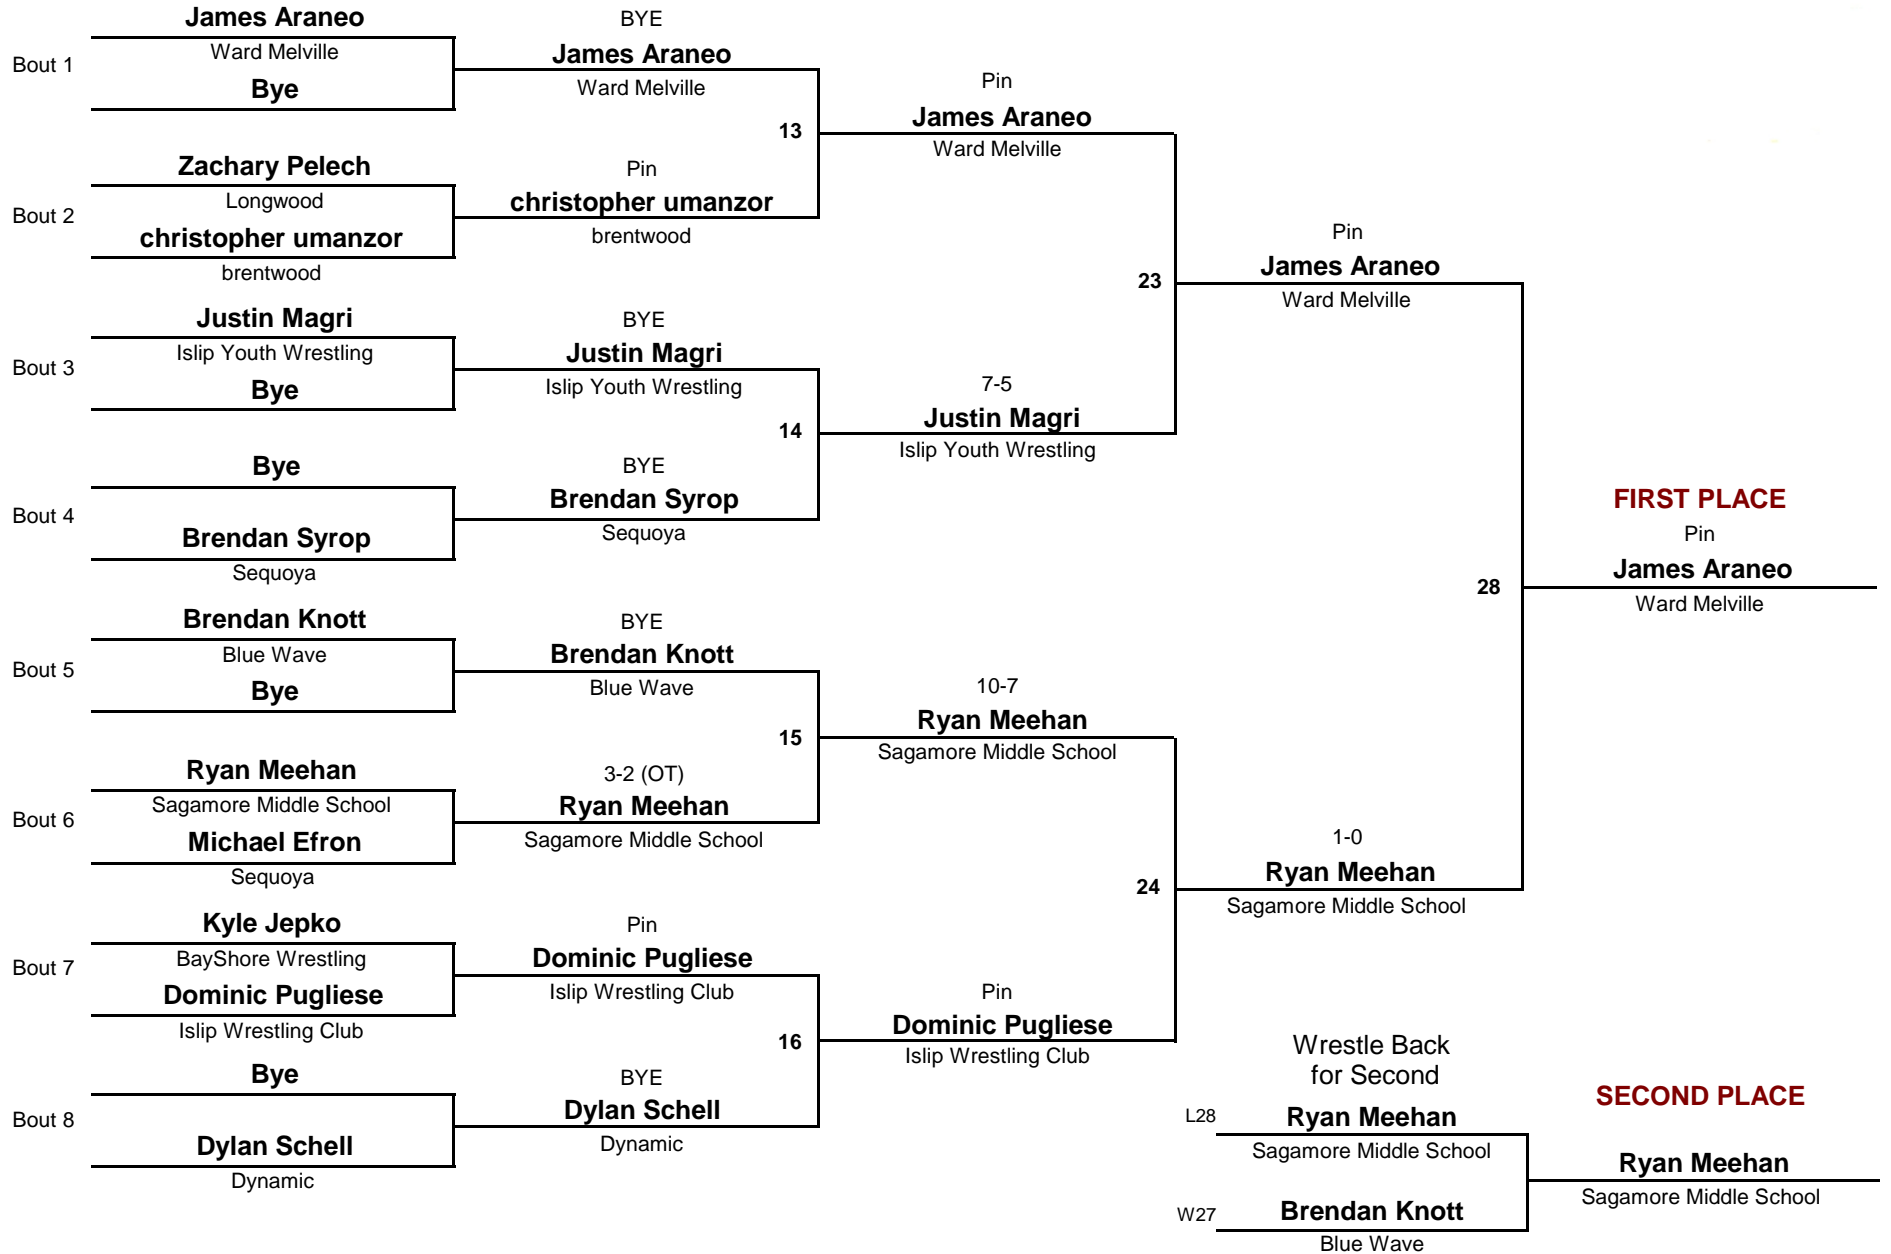 James Araneo
Bout 1
Ward Melville
Bye
Zachary Pelech
Bout 2
Longwood
christopher umanzor
brentwood
Justin Magri
Bout 3
Islip Youth Wrestling
Bye
Bye
Bout 4
Brendan Syrop
Sequoya
Brendan Knott
Bout 5
Blue Wave
Bye
Ryan Meehan
Bout 6
Sagamore Middle School
Michael Efron
Sequoya
Kyle Jepko
Bout 7
BayShore Wrestling
Dominic Pugliese
Islip Wrestling Club
Bye
Bout 8
Dylan Schell
Dynamic
BYE
James Araneo
Ward Melville
13
Pin
christopher umanzor
brentwood
BYE
Justin Magri
Islip Youth Wrestling
14
BYE
Brendan Syrop
Sequoya
BYE
Brendan Knott
Blue Wave
15
3-2 (OT)
Ryan Meehan
Sagamore Middle School
Pin
Dominic Pugliese
Islip Wrestling Club
16
BYE
Dylan Schell
Dynamic
Pin
James Araneo
Ward Melville
23
7-5
Justin Magri
Islip Youth Wrestling
10-7
Ryan Meehan
Sagamore Middle School
24
Pin
Dominic Pugliese
Islip Wrestling Club
Pin
James Araneo
Ward Melville
28
1-0
Ryan Meehan
Sagamore Middle School
FIRST PLACE
Pin
James Araneo
Ward Melville
Wrestle Back
for Second
L28
Ryan Meehan
Sagamore Middle School
W27
Brendan Knott
Blue Wave
SECOND PLACE
Ryan Meehan
Sagamore Middle School